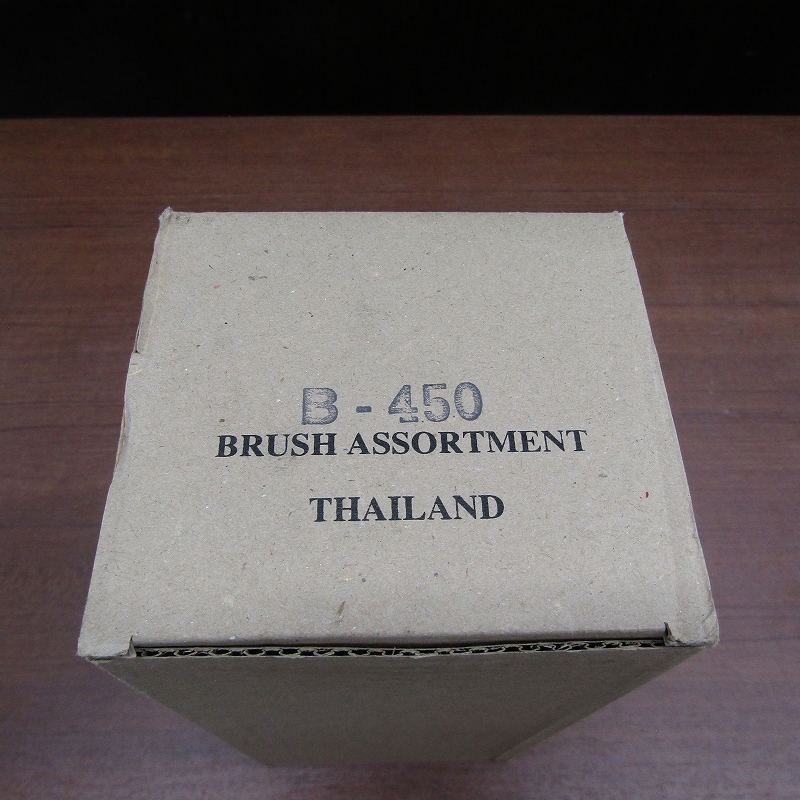 B - 450
BRUSH ASSORTMENT
THAILAND